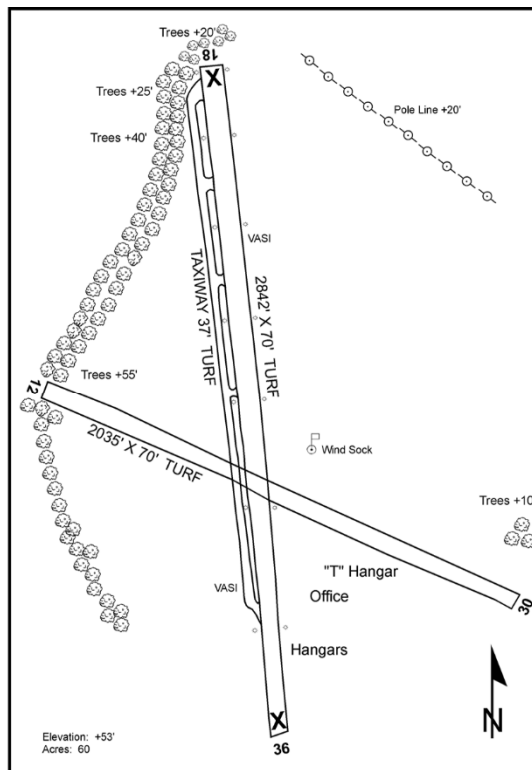 Trees +20'
18
X
Trees +25'
Pole Line +20'
Trees +40'
VASI
TAXIWAY 37' TURF
2842' X 70' TURF
Trees +55'
12
2035' X 70' TURF
Wind Sock
Trees +10
"T" Hangar
VASI
Office
30
Hangars
X
N
Elevation: +53'
Acres: 60
36